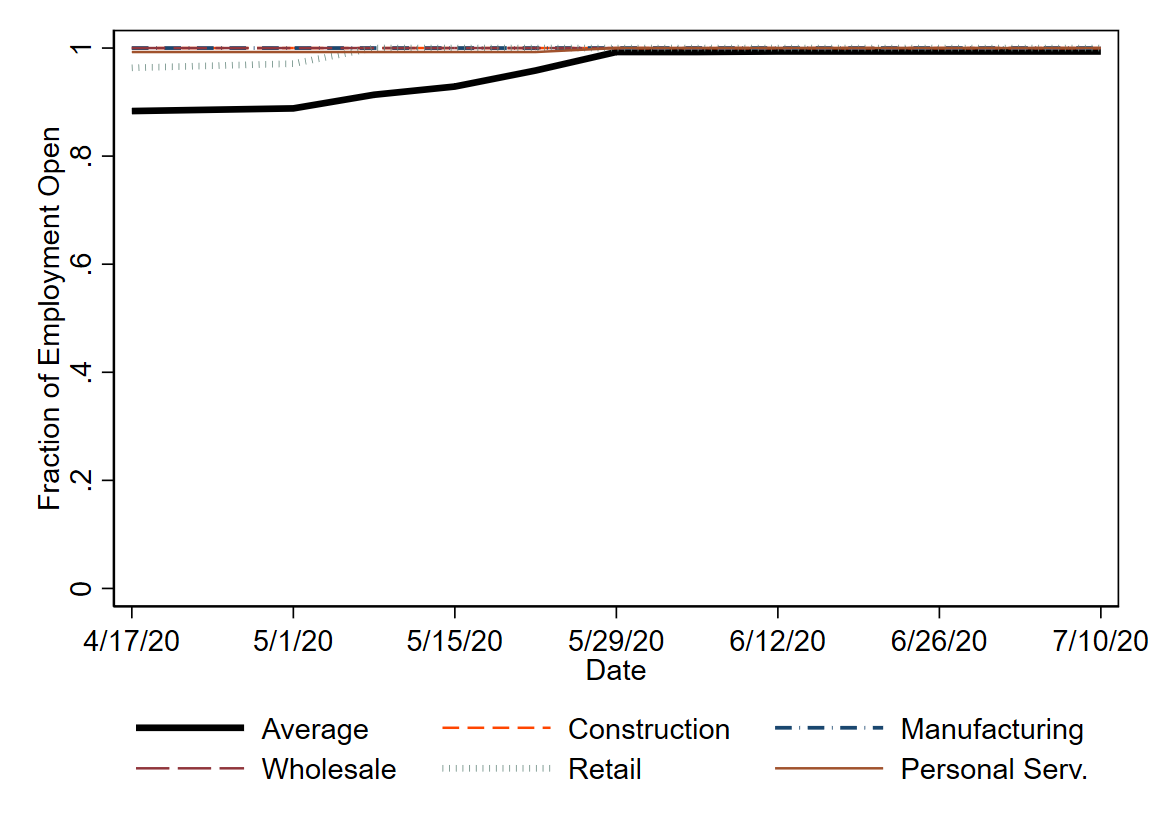 Fraction of Employment Open
1
.8
.6
.4
.2
0
4/17/20 5/1/20 5/15/20 5/29/20 6/12/20 6/26/20 7/10/20
Date
Average Construction Manufacturing
Wholesale Retail Personal Serv.